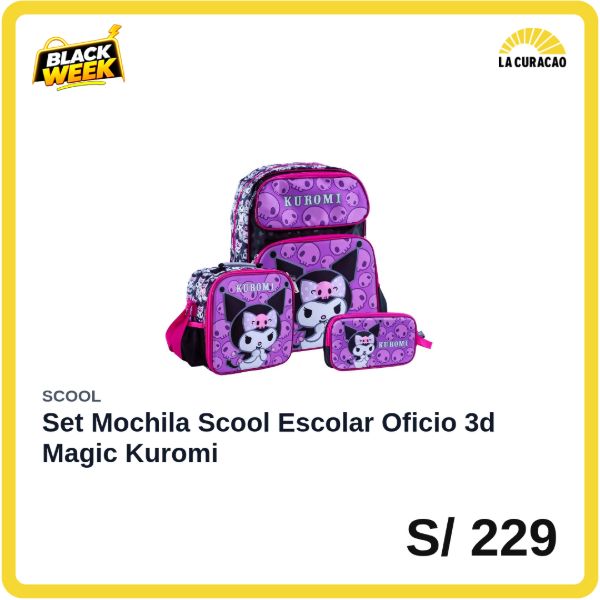 BLACK
WEEK
LA CURACAO
KUROMI
KUROMI
KUROMI
SCOOL
Set Mochila Scool Escolar Oficio 3d
Magic Kuromi
S/ 229